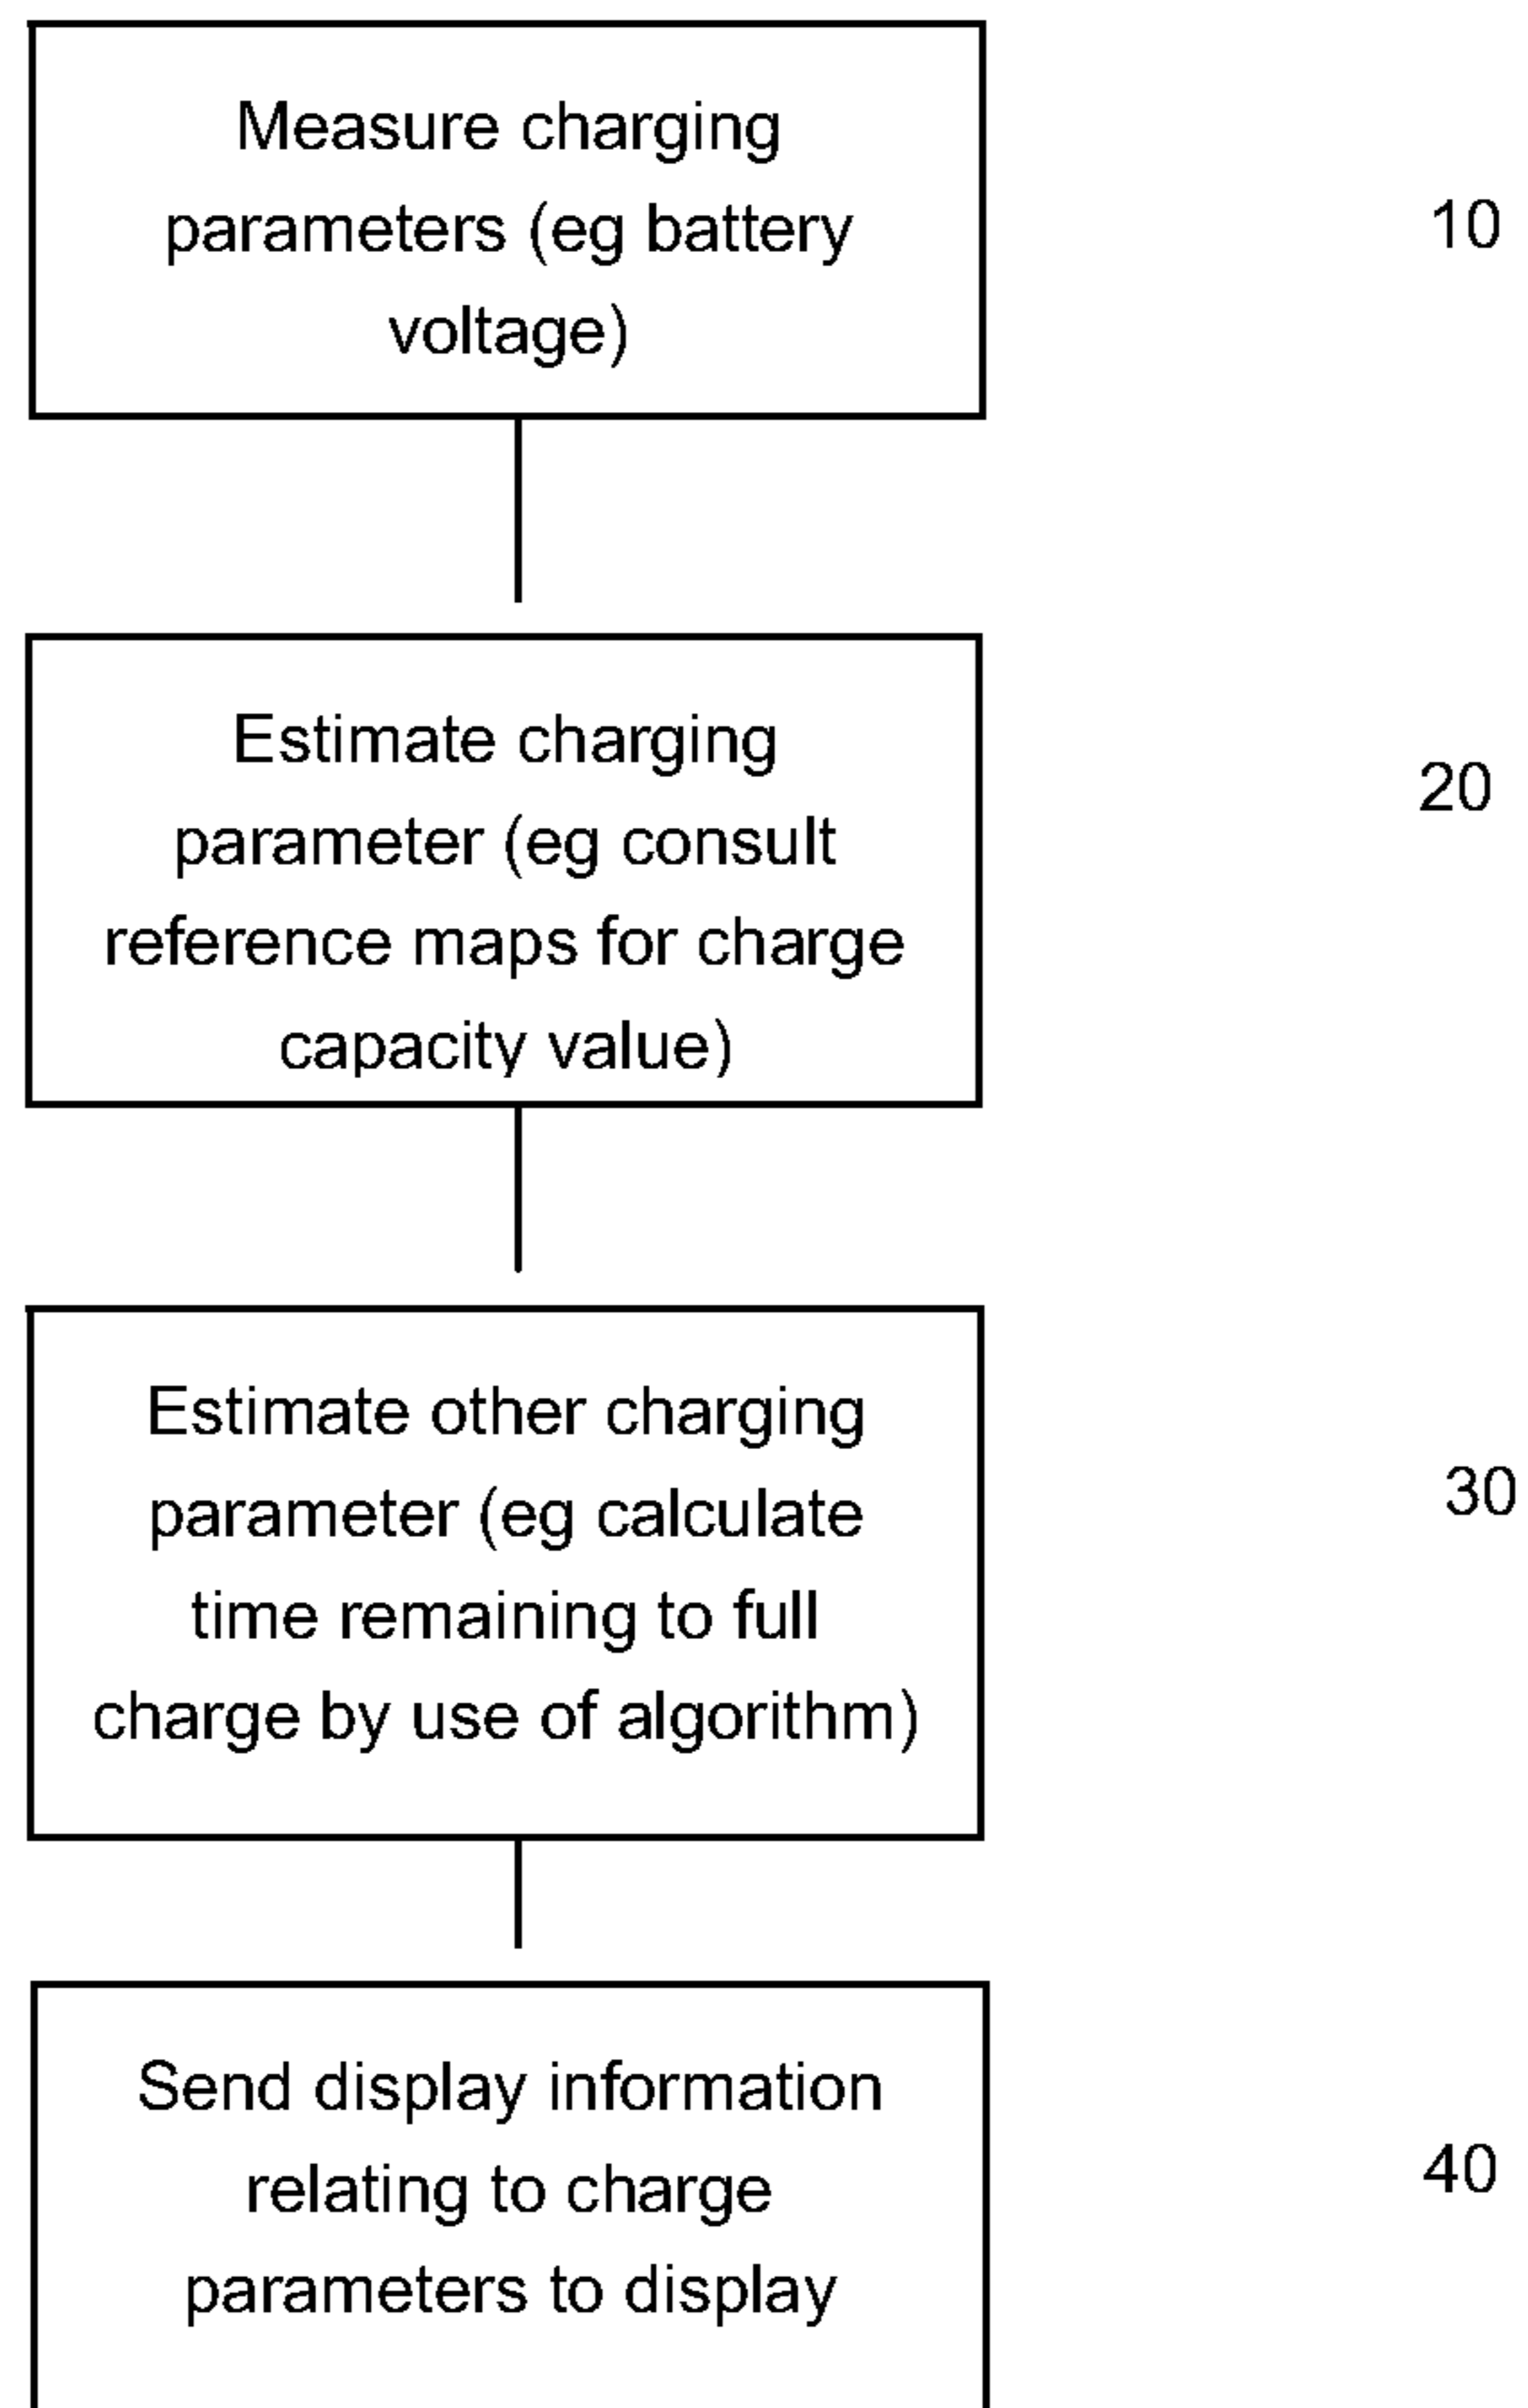 Measure charging
parameters (eg battery
voltage)
10
Estimate charging
parameter (eg consult
reference maps for charge
capacity value)
20
Estimate other charging
parameter (eg calculate
time remaining to full
charge by use of algorithm)
30
Send display information
relating to charge
parameters to display
40